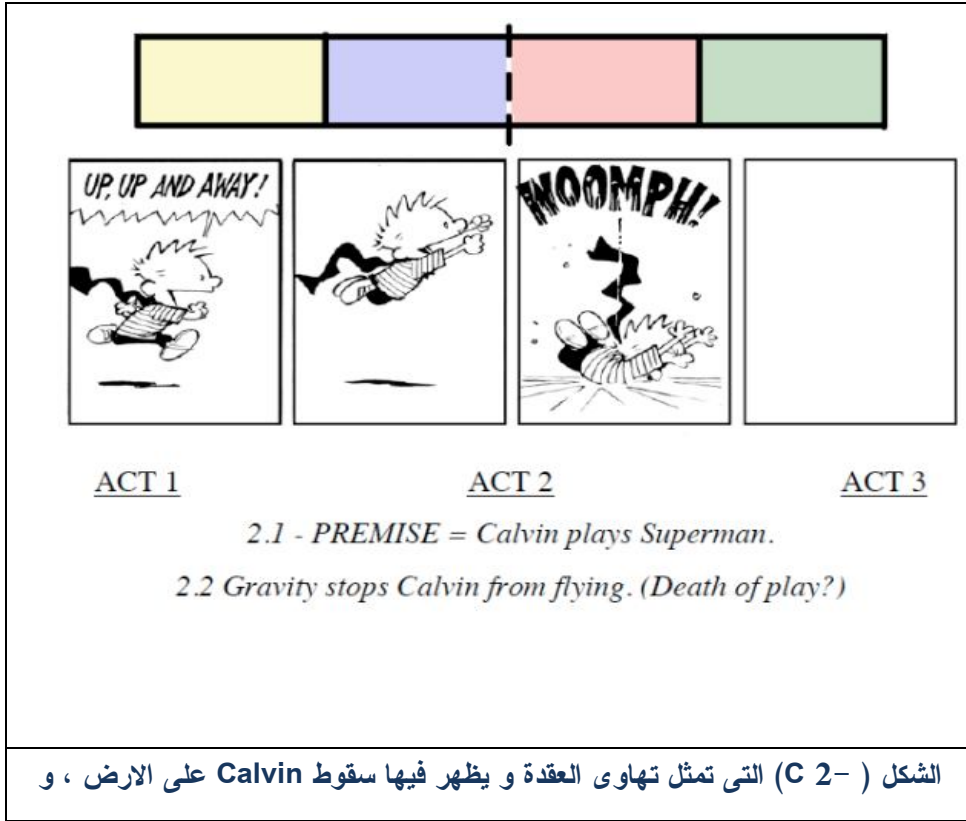 UP, UP AND AWAY!
WOOMPH!
ACT 1 ACT 2 ACT 3
2.1 - PREMISE = Calvin plays Superman.
2.2 Gravity stops Calvin from flying. (Death of play?)
الشكل ( -2 C) التى تمثل تهاوى العقدة و يظهر فيها سقوط Calvin على الارض ، و